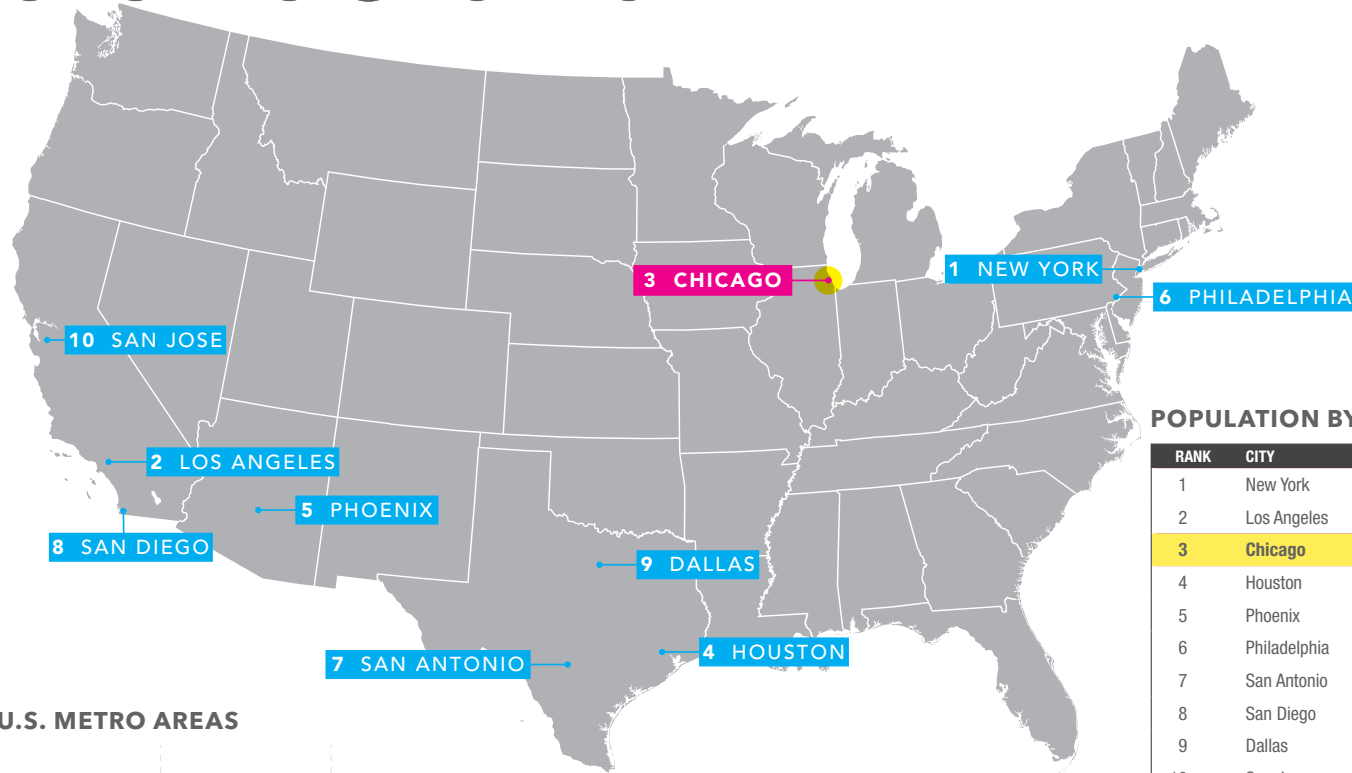 1 NEW YORK
3 CHICAGO
6 PHILADELPHIA
10 SAN JOSE
2 LOS ANGELES
5 PHOENIX
8 SAN DIEGO
9 DALLAS
4 HOUSTON
7 SAN ANTONIO
POPULATION BY
RANK CITY
1 New York
2 Los Angeles
3 Chicago
4 Houston
5 Phoenix
6 Philadelphia
7 San Antonio
8 San Diego
9 Dallas
U.S. METRO AREAS